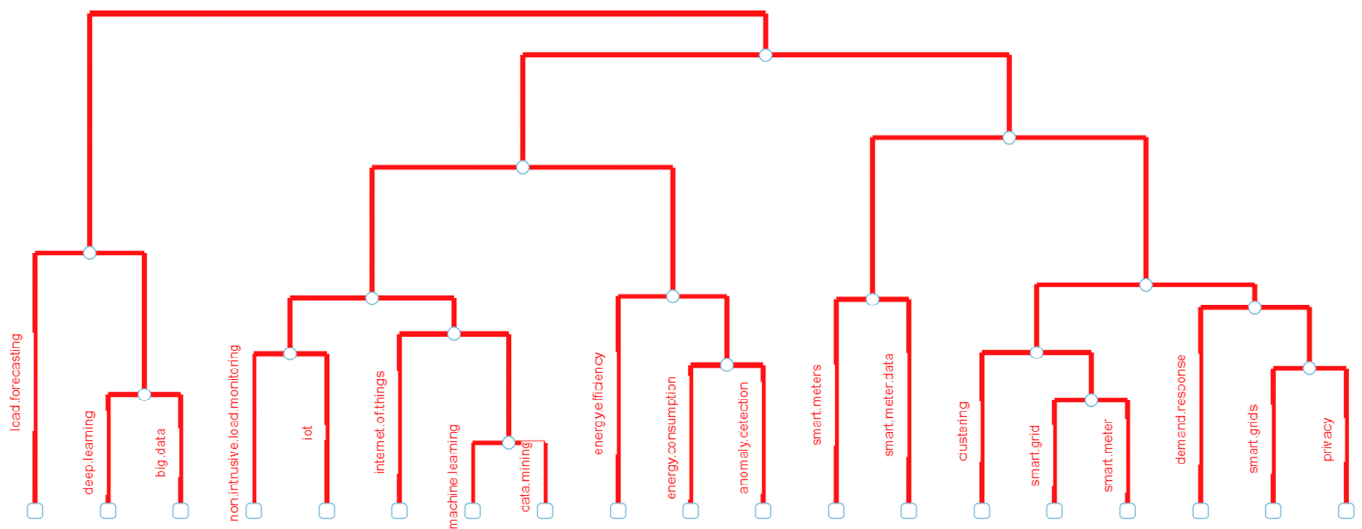 load.forecasting
deep.learning
big.data
non.intrusive.load.monitoring
iot
internet.of.things
machine.learning
data.mining
energy.efficiency
energy.consumption
anomaly.detection
smart.meters
smart.meter.data
clustering
smart.grid
smart.meter
demand.response
smart.grids
privacy